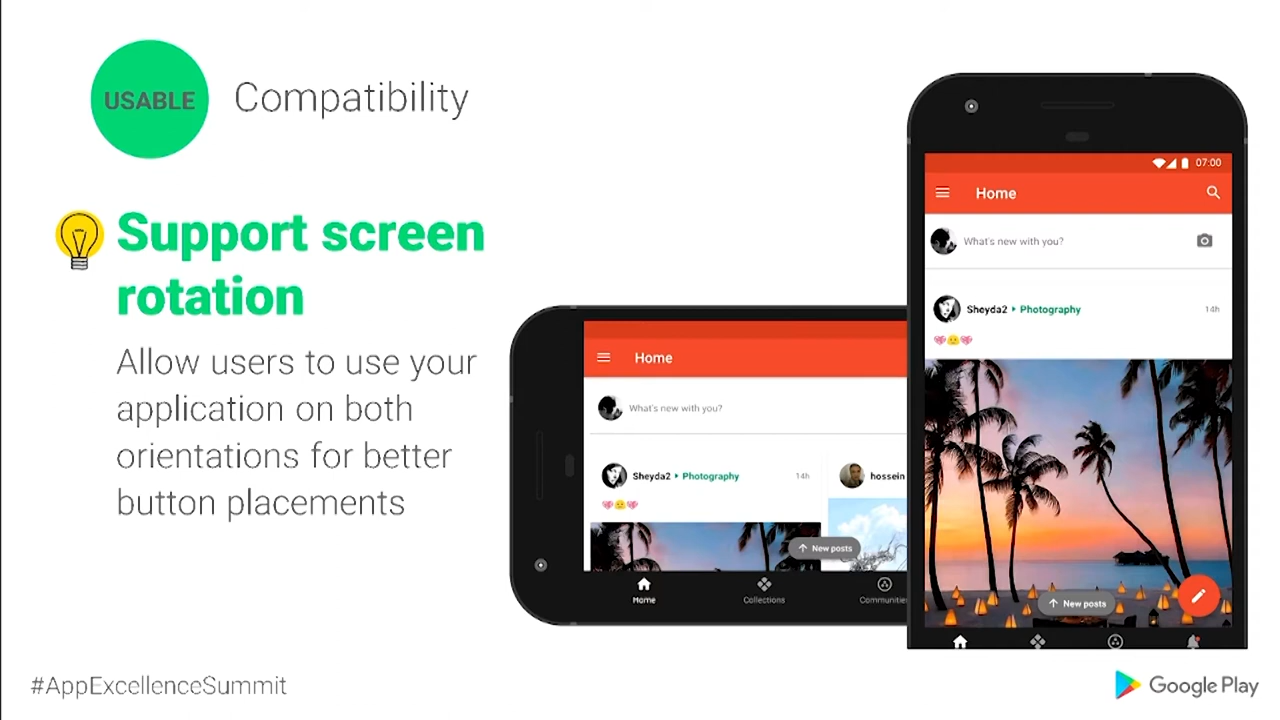 USABLE
Compatibility
Support screen
rotation
Allow users to use your
application on both
orientations for better
button placements
Home
What's new with you?
Sheyda2 ‣ Photography
14h
hossein
New posts
Home
Collections
Communitie
07:00
Home
What's new with you?
Sheyda2 ‣ Photography
14h
New posts
#AppExcellenceSummit
Google Play